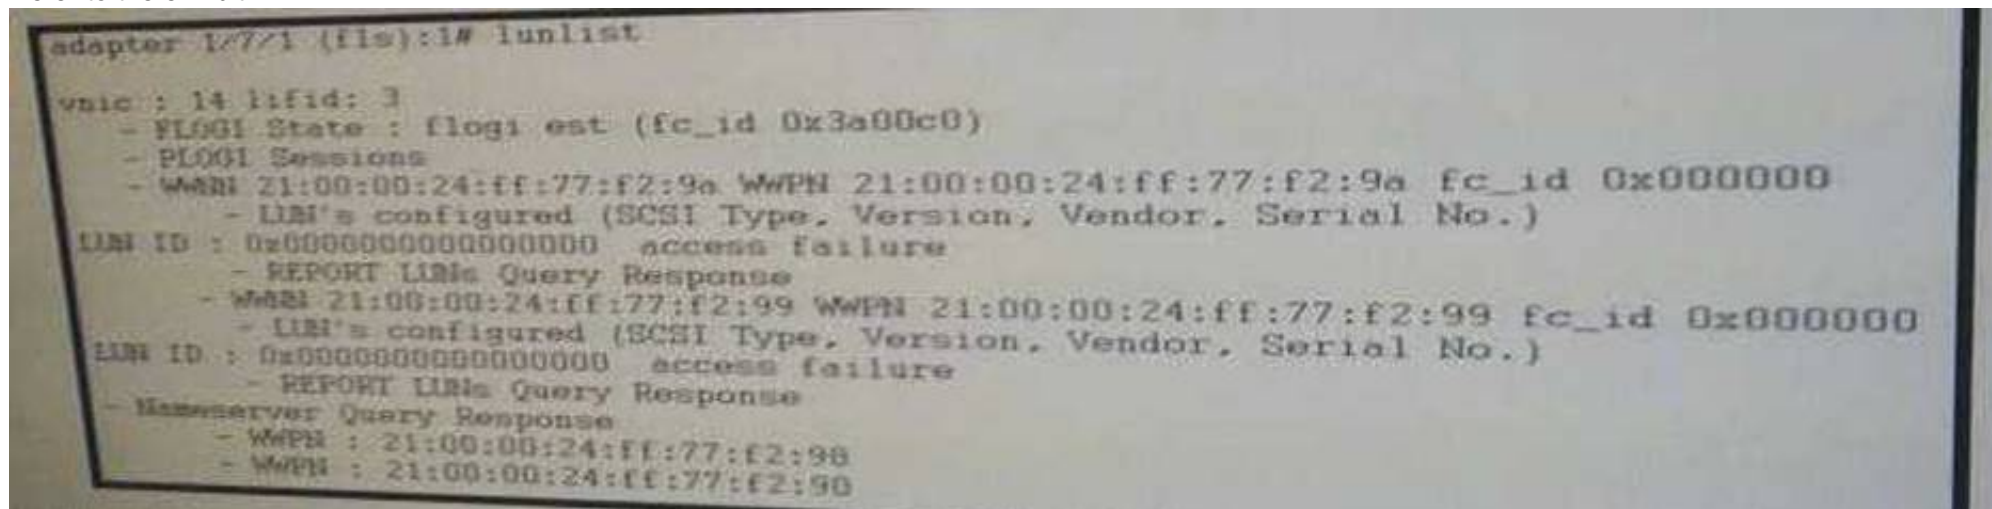 adapter 1/7/1 (fls):1# lunlist
vnic : 14 lifid: 3
- FLOGI State : flogi est (fc_id 0x3a00c0)
- PLOGI Sessions
- WWNN 21:00:00:24:ff:77:f2:9a WWPN 21:00:00:24:ff:77:f2:9a fc_id 0x000000
- LUN's configured (SCSI Type, Version, Vendor, Serial No.)
LUN ID : 0x0000000000000000 access failure
- REPORT LUNs Query Response
- WWNN 21:00:00:24:ff:77:f2:99 WWPN 21:00:00:24:ff:77:f2:99 fc_id 0x000000
- LUN's configured (SCSI Type, Version, Vendor, Serial No.)
LUN ID : 0x0000000000000000 access failure
- REPORT LUNs Query Response
- Nameserver Query Response
- WWPN : 21:00:00:24:ff:77:f2:98
- WWPN : 21:00:00:24:ff:77:f2:90